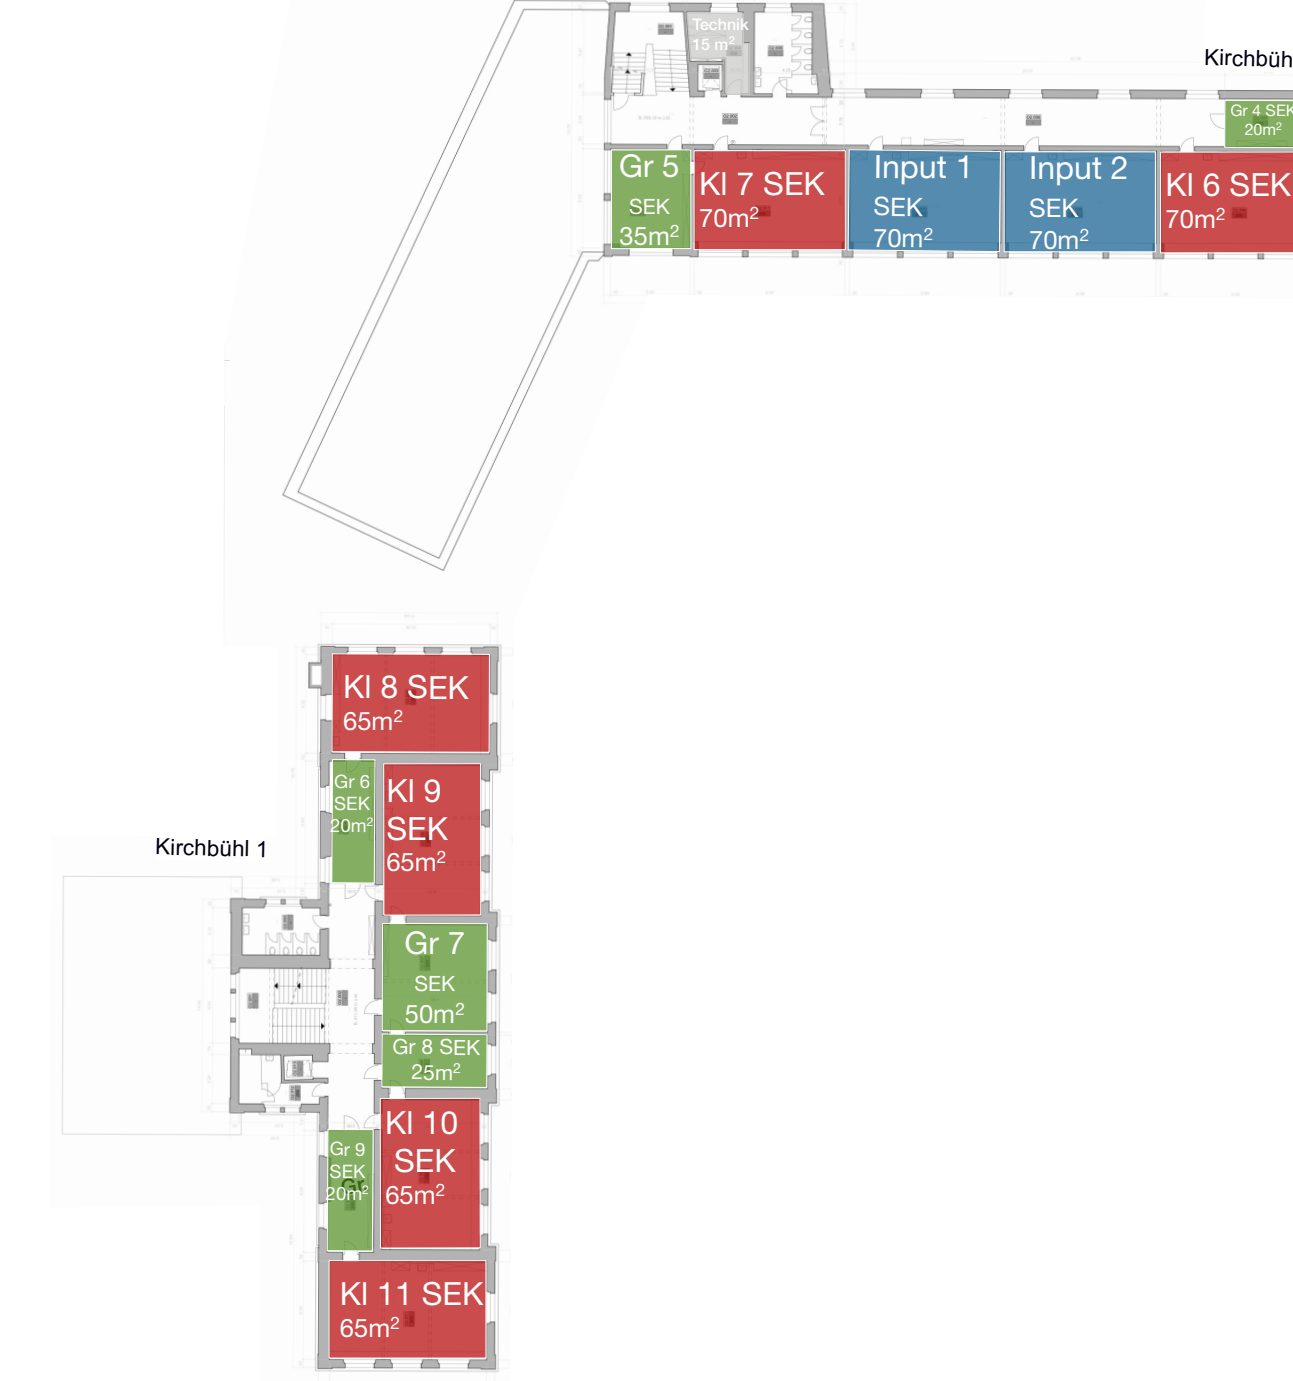 Technik
15 m²
Kirchbüh
Gr 4 SEK
20m²
Gr 5
SEK
35m²
Kl 7 SEK
70m²
Input 1
SEK
70m²
Input 2
SEK
70m²
Kl 6 SEK
70m²
Kl 8 SEK
65m²
Gr 6
SEK
20m²
Kl 9
SEK
65m²
Kirchbühl 1
Gr 7
SEK
50m²
Gr 8 SEK
25m²
Kl 10
SEK
65m²
Gr 9
SEK
20m²
Gr
Kl 11 SEK
65m²